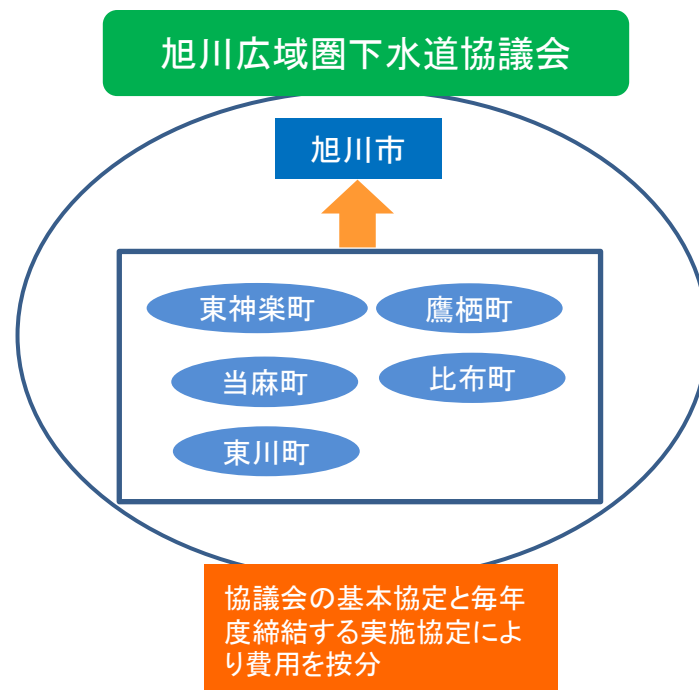 旭川広域圏下水道協議会
旭川市
東神楽町
鷹栖町
当麻町
比布町
東川町
協議会の基本協定と毎年
度締結する実施協定によ
り費用を按分